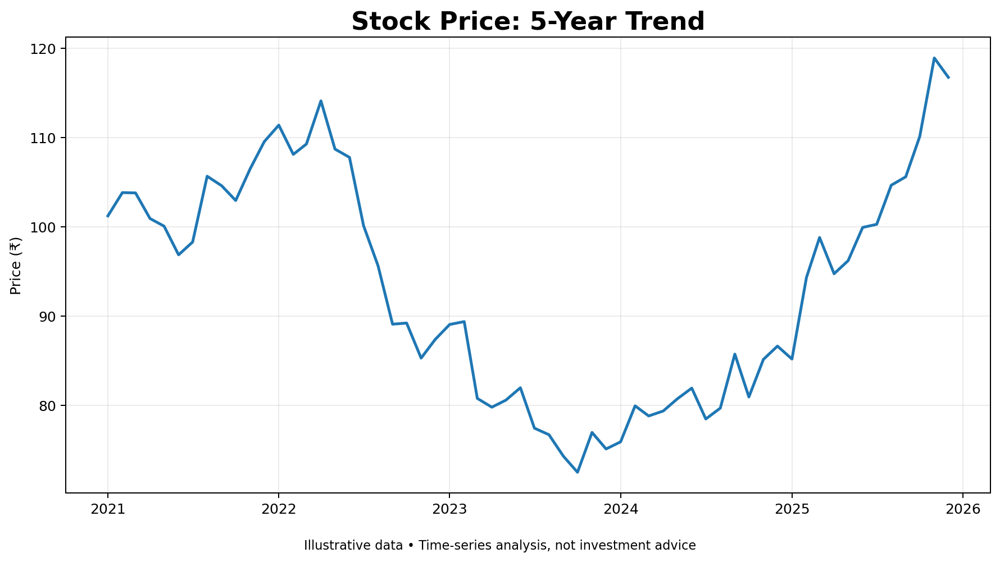 Stock Price: 5-Year Trend
120
110
100
90
80
Price (₹)
2021 2022 2023 2024 2025 2026
Illustrative data • Time-series analysis, not investment advice